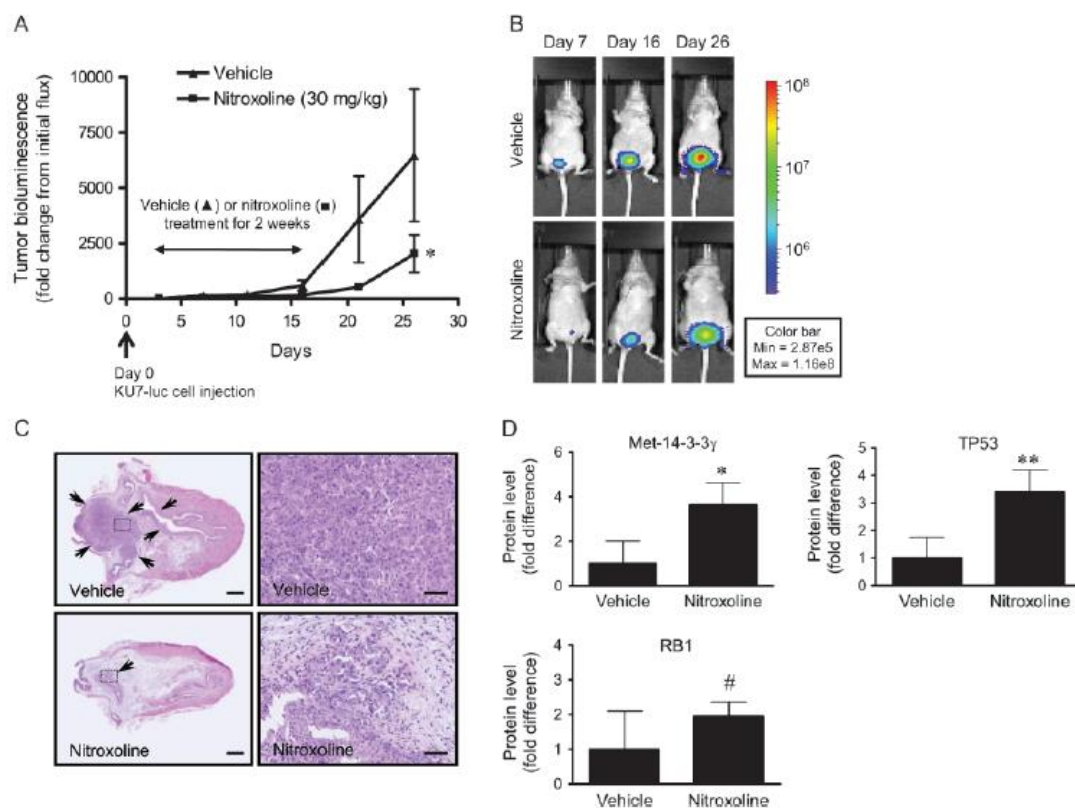 A
Tumor bioluminescence
(fold change from initial flux)
10000
7500
5000
2500
0
Vehicle
Nitroxoline (30 mg/kg)
Vehicle (▲) or nitroxoline (■)
treatment for 2 weeks
*
0 5 10 15 20 25 30
Days
Day 0
KU7-luc cell injection
B
Day 7 Day 16 Day 26
Vehicle
Nitroxoline
10⁸
10⁷
10⁶
Color bar
Min = 2.87e5
Max = 1.16e8
C
Vehicle
Vehicle
Nitroxoline
Nitroxoline
D
Met-14-3-3γ
Protein level
(fold difference)
6
4
2
0
*
Vehicle Nitroxoline
TP53
Protein level
(fold difference)
5
4
3
2
1
0
**
Vehicle Nitroxoline
RB1
Protein level
(fold difference)
4
3
2
1
0
#
Vehicle Nitroxoline